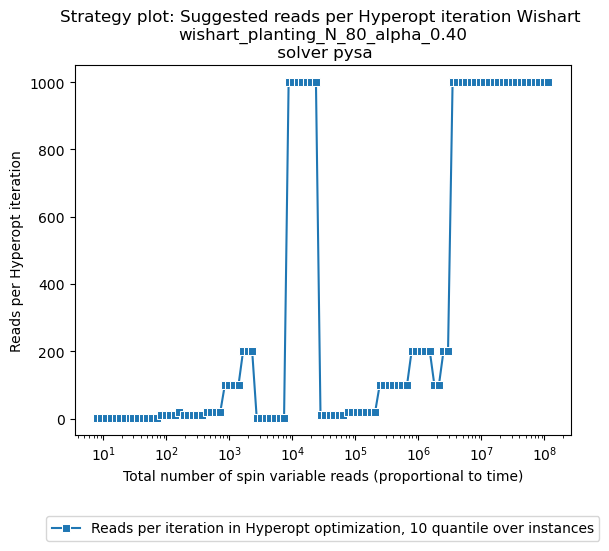 Strategy plot: Suggested reads per Hyperopt iteration Wishart
wishart_planting_N_80_alpha_0.40
solver pysa
Reads per Hyperopt iteration
1000
800
600
400
200
0
10¹ 10² 10³ 10⁴ 10⁵ 10⁶ 10⁷ 10⁸
Total number of spin variable reads (proportional to time)
Reads per iteration in Hyperopt optimization, 10 quantile over instances